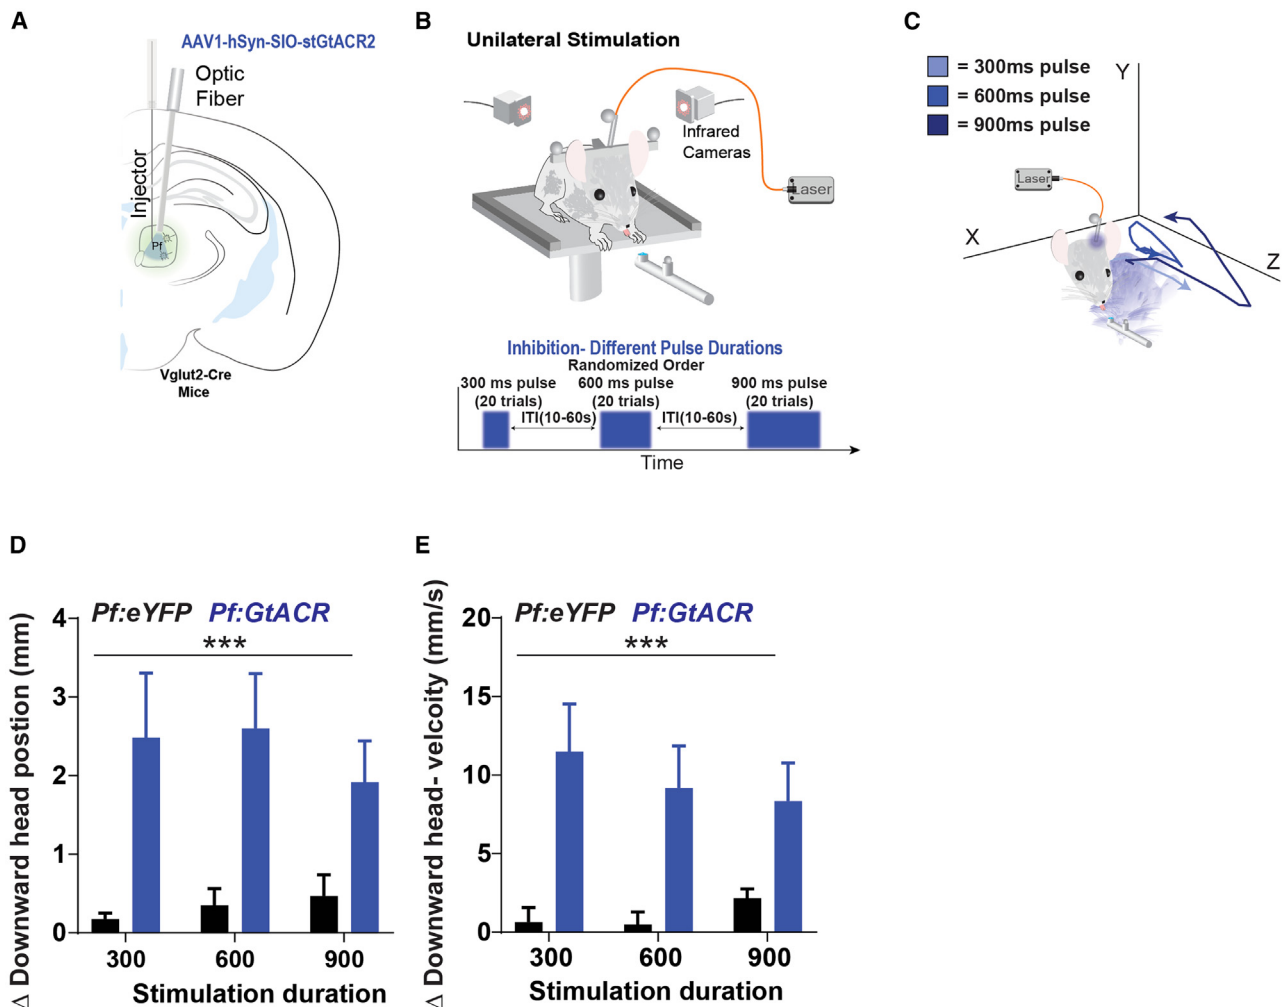 A
AAV1-hSyn-SIO-stGtACR2
Optic
Fiber
Injector
Pf
Vglut2-Cre
Mice
B
Unilateral Stimulation
Infrared
Cameras
Laser
Inhibition- Different Pulse Durations
Randomized Order
300 ms pulse 600 ms pulse 900 ms pulse
(20 trials) (20 trials) (20 trials)
ITI(10-60s) ITI(10-60s)
Time
C
= 300ms pulse
= 600ms pulse
= 900ms pulse
Y
Laser
X
Z
D
Δ Downward head postion (mm)
Pf:eYFP Pf:GtACR
***
4
3
2
1
0
300 600 900
Stimulation duration
E
Δ Downward head- velcoity (mm/s)
Pf:eYFP Pf:GtACR
***
20
15
10
5
0
300 600 900
Stimulation duration